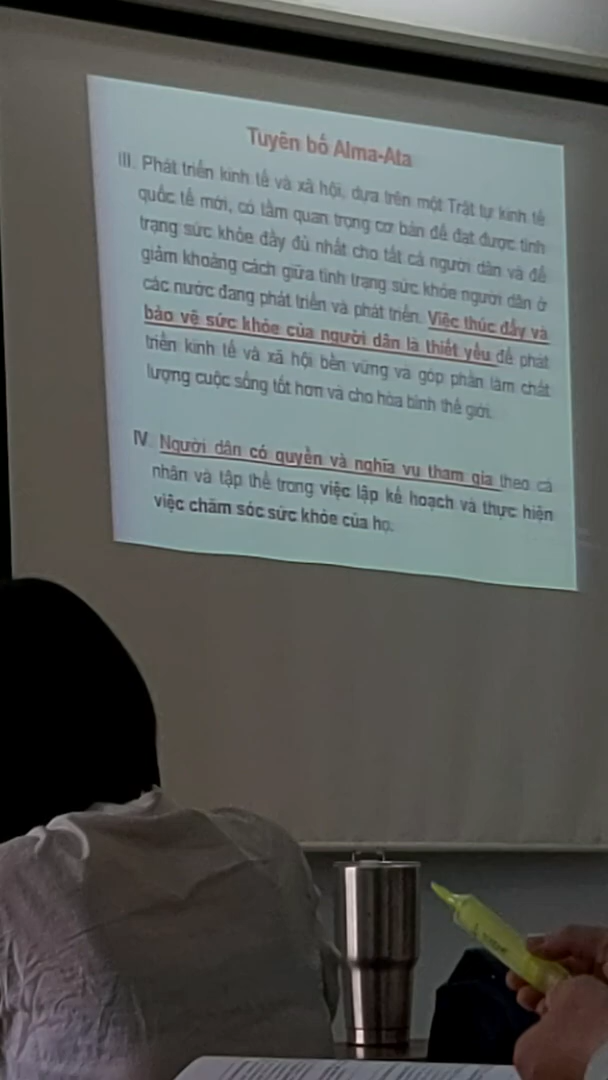 Tuyên bố Alma-Ata
III. Phát triển kinh tế và xã hội, dựa trên một Trật tự kinh tế
quốc tế mới, có tầm quan trọng cơ bản để đạt được tình
trạng sức khỏe đầy đủ nhất cho tất cả người dân và để
giảm khoảng cách giữa tình trạng sức khỏe người dân ở
các nước đang phát triển và phát triển. Việc thúc đẩy và
bảo vệ sức khỏe của người dân là thiết yếu để phát
triển kinh tế và xã hội bền vững và góp phần làm chất
lượng cuộc sống tốt hơn và cho hòa bình thế giới.
IV. Người dân có quyền và nghĩa vụ tham gia theo cá
nhân và tập thể trong việc lập kế hoạch và thực hiện
việc chăm sóc sức khỏe của họ.